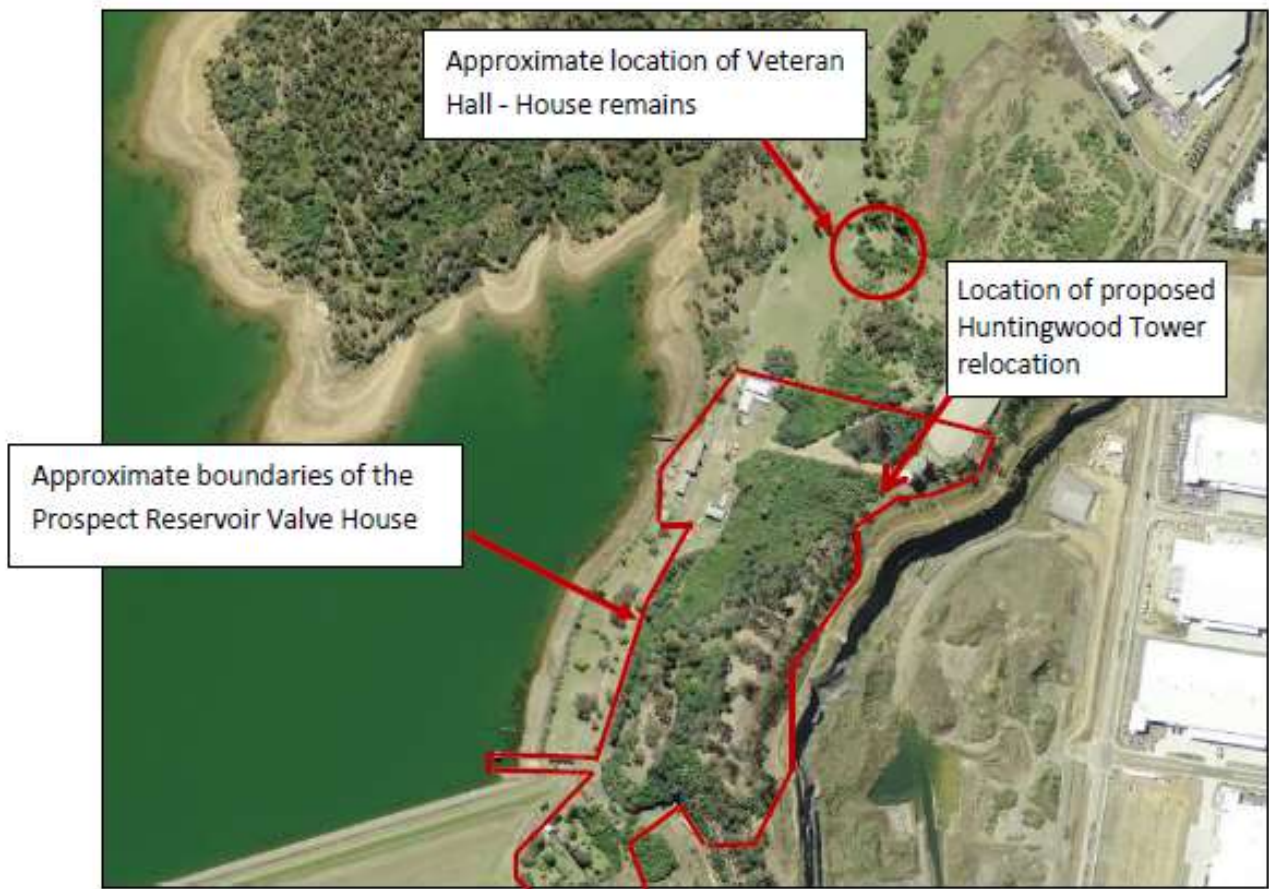 Approximate location of Veteran
Hall - House remains
Location of proposed
Huntingwood Tower
relocation
Approximate boundaries of the
Prospect Reservoir Valve House